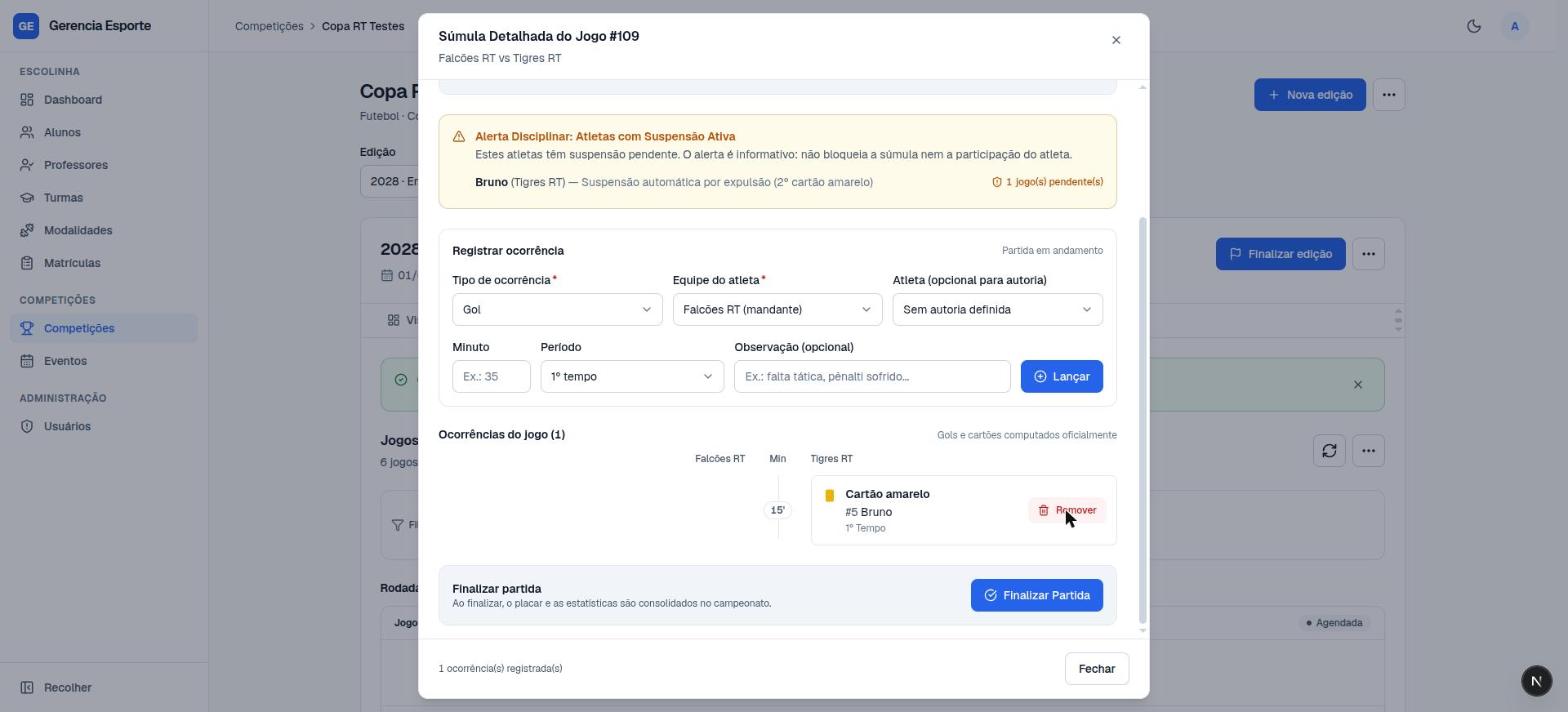 GE Gerencia Esporte
Competições > Copa RT Testes
A
ESCOLINHA
Dashboard
Alunos
Professores
Turmas
Modalidades
Matrículas
COMPETIÇÕES
Competições
Eventos
ADMINISTRAÇÃO
Usuários
Recolher
Copa
Futebol · Co
Nova edição
Edição
2028 · Er
2028
01/
Finalizar edição
Jogos
6 jogos
Rodada
Jogo
Agendada
Súmula Detalhada do Jogo #109
Falcões RT vs Tigres RT
Alerta Disciplinar: Atletas com Suspensão Ativa
Estes atletas têm suspensão pendente. O alerta é informativo: não bloqueia a súmula nem a participação do atleta.
Bruno (Tigres RT) — Suspensão automática por expulsão (2º cartão amarelo)
1 jogo(s) pendente(s)
Registrar ocorrência
Partida em andamento
Tipo de ocorrência *
Equipe do atleta *
Atleta (opcional para autoria)
Gol
Falcões RT (mandante)
Sem autoria definida
Minuto
Período
Observação (opcional)
Ex.: 35
1º tempo
Ex.: falta tática, pênalti sofrido...
Lançar
Ocorrências do jogo (1)
Gols e cartões computados oficialmente
Falcões RT
Min
Tigres RT
15'
Cartão amarelo
#5 Bruno
1º Tempo
Remover
Finalizar partida
Ao finalizar, o placar e as estatísticas são consolidados no campeonato.
Finalizar Partida
1 ocorrência(s) registrada(s)
Fechar
N